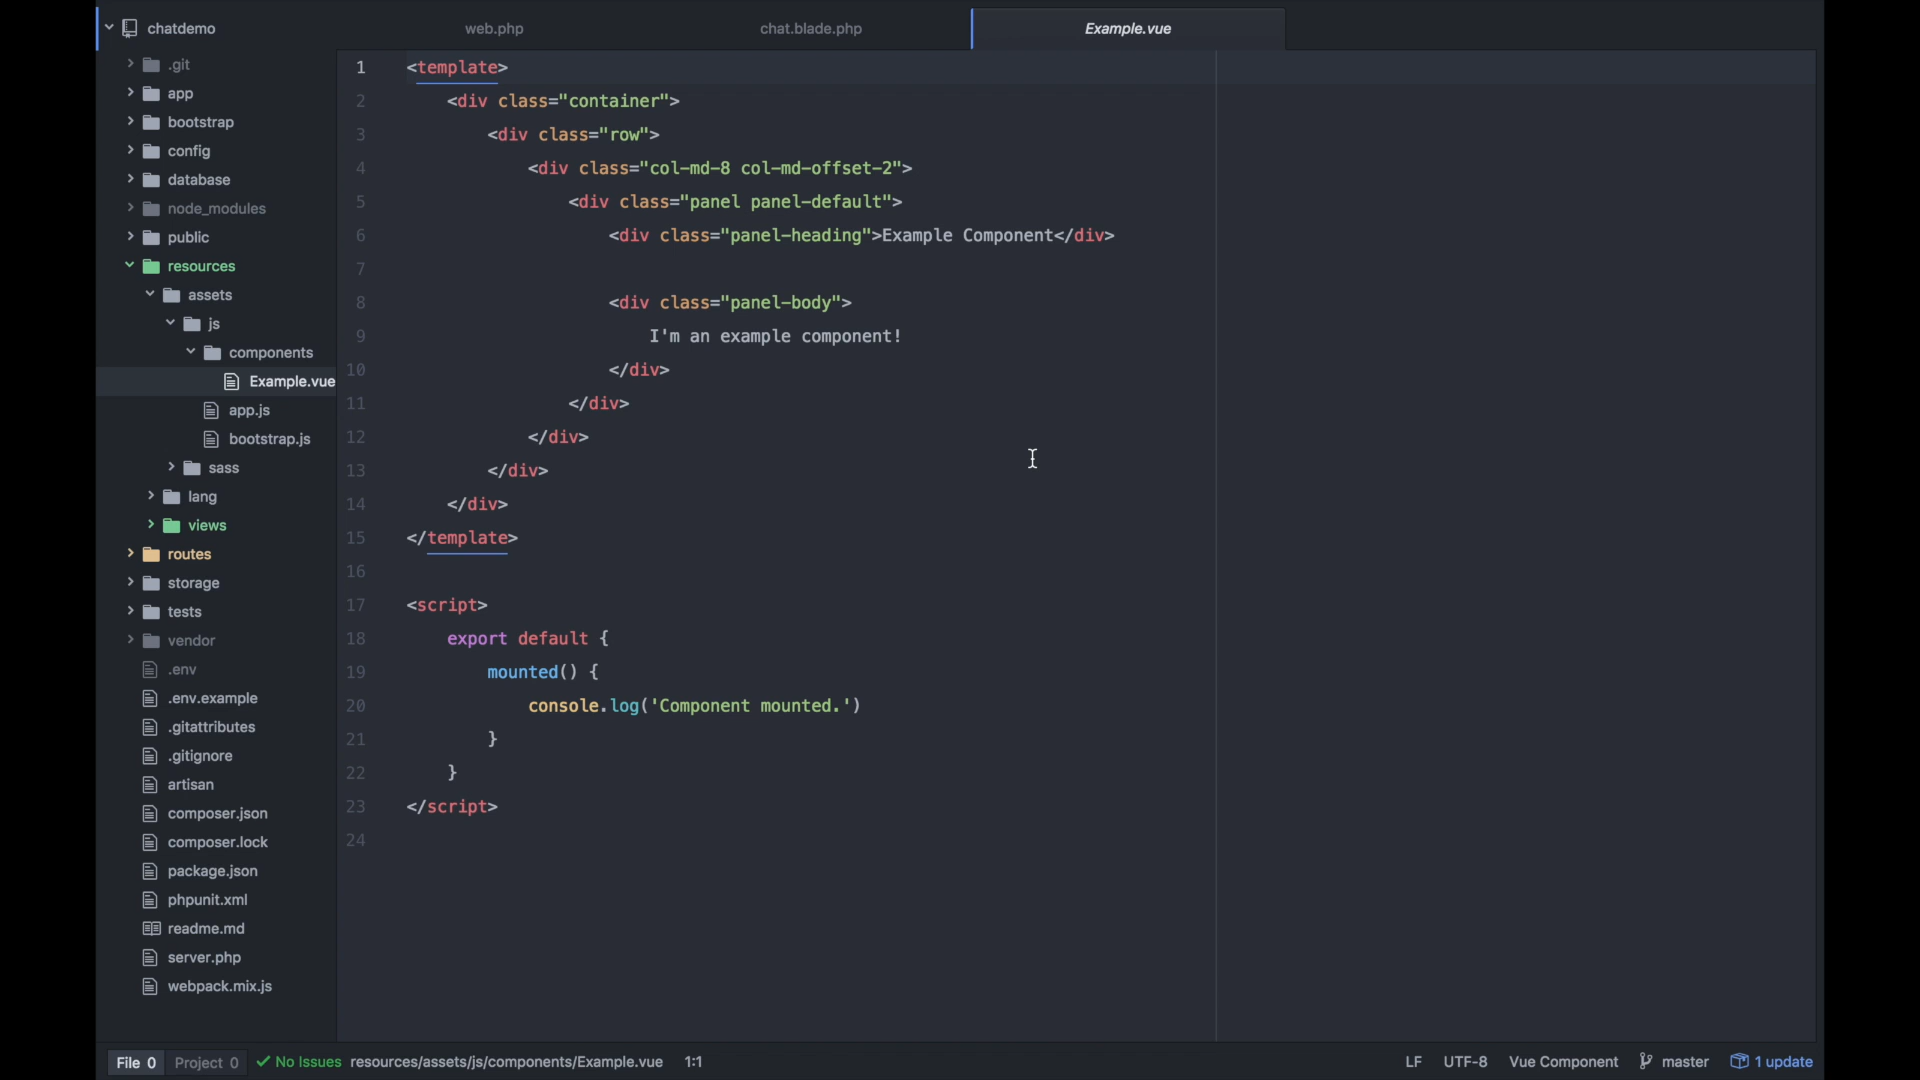 chatdemo
web.php
chat.blade.php
Example.vue
.git
app
bootstrap
config
database
node_modules
public
resources
assets
js
components
Example.vue
app.js
bootstrap.js
sass
lang
views
routes
storage
tests
vendor
.env
.env.example
.gitattributes
.gitignore
artisan
composer.json
composer.lock
package.json
phpunit.xml
readme.md
server.php
webpack.mix.js
1 <template>
2 <div class="container">
3 <div class="row">
4 <div class="col-md-8 col-md-offset-2">
5 <div class="panel panel-default">
6 <div class="panel-heading">Example Component</div>
7
8 <div class="panel-body">
9 I'm an example component!
10 </div>
11 </div>
12 </div>
13 </div>
14 </div>
15 </template>
16
17 <script>
18 export default {
19 mounted() {
20 console.log('Component mounted.')
21 }
22 }
23 </script>
24
File 0 Project 0 No Issues resources/assets/js/components/Example.vue 1:1 LF UTF-8 Vue Component master 1 update